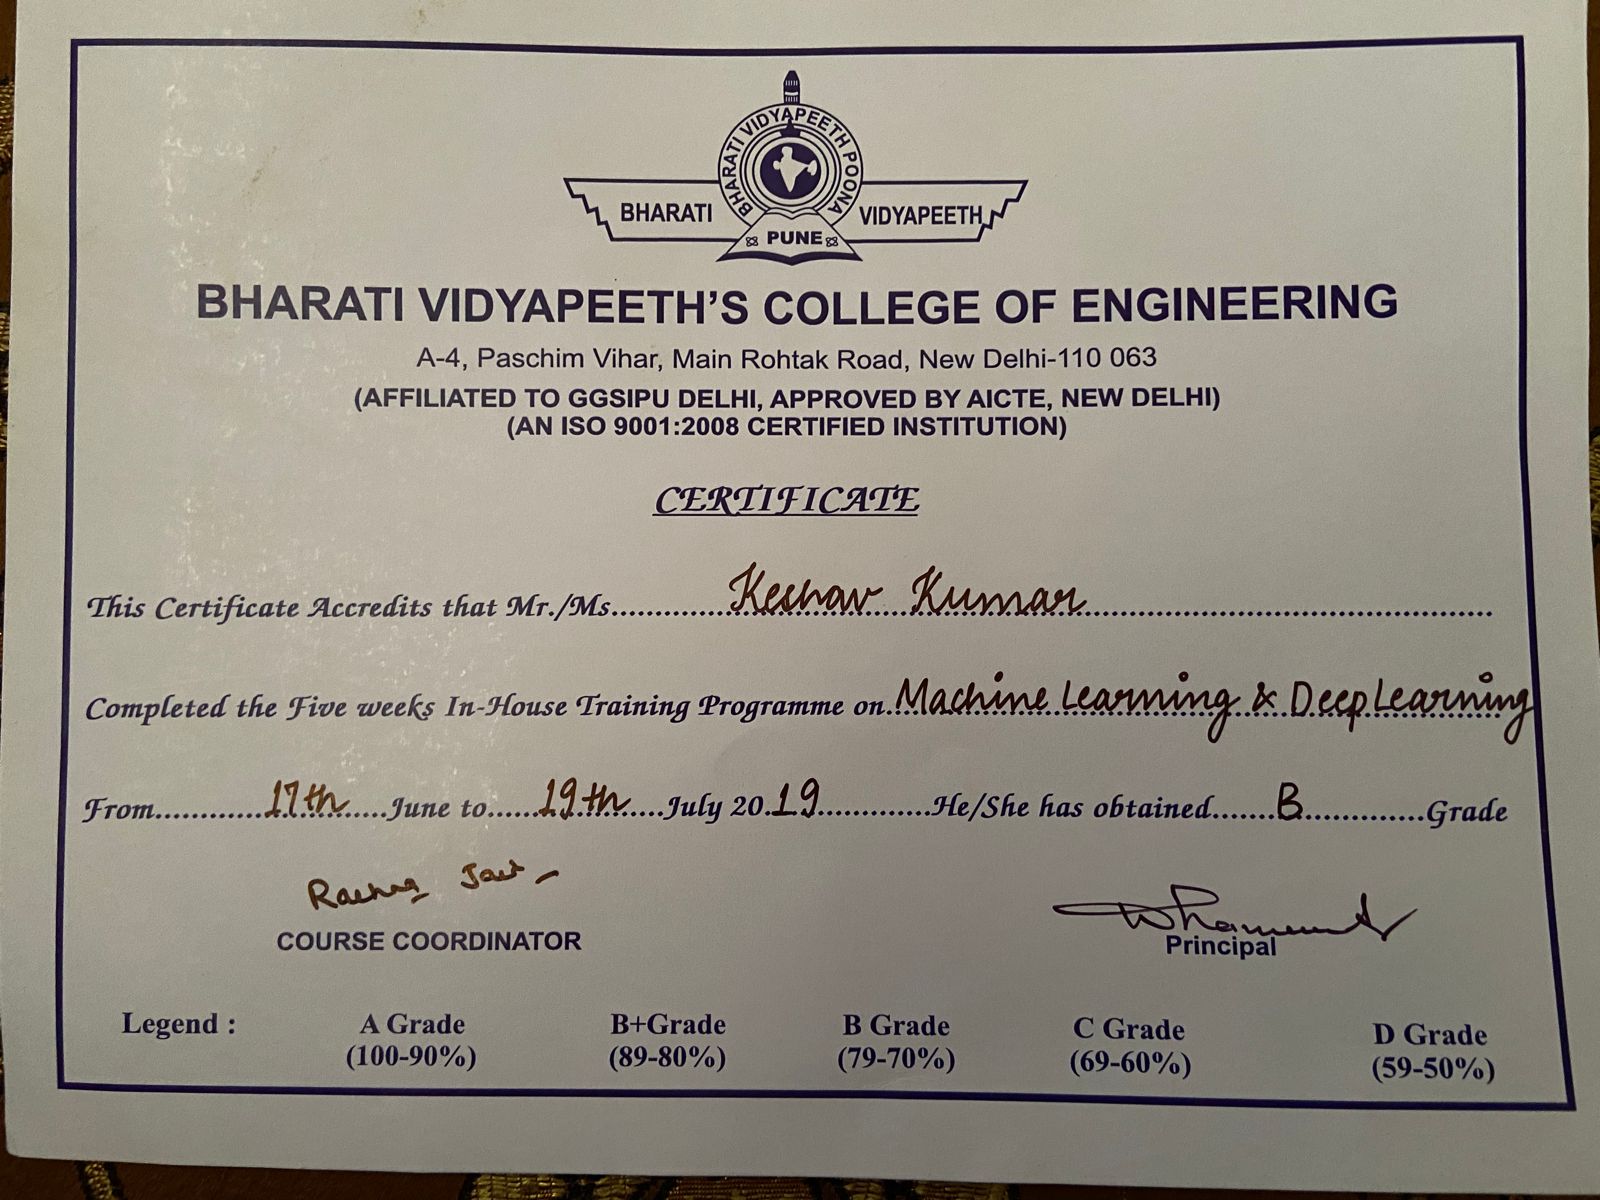 BHARATI VIDYAPEETH POONA
BHARATI VIDYAPEETH
PUNE
BHARATI VIDYAPEETH'S COLLEGE OF ENGINEERING
A-4, Paschim Vihar, Main Rohtak Road, New Delhi-110 063
(AFFILIATED TO GGSIPU DELHI, APPROVED BY AICTE, NEW DELHI)
(AN ISO 9001:2008 CERTIFIED INSTITUTION)
CERTIFICATE
This Certificate Accredits that Mr./Ms. Keshav Kumar
Completed the Five weeks In-House Training Programme on Machine Learning & Deep Learning
From 17th June to 19th July 2019 He/She has obtained B Grade
COURSE COORDINATOR Principal
Legend : A Grade B+Grade B Grade C Grade D Grade
(100-90%) (89-80%) (79-70%) (69-60%) (59-50%)